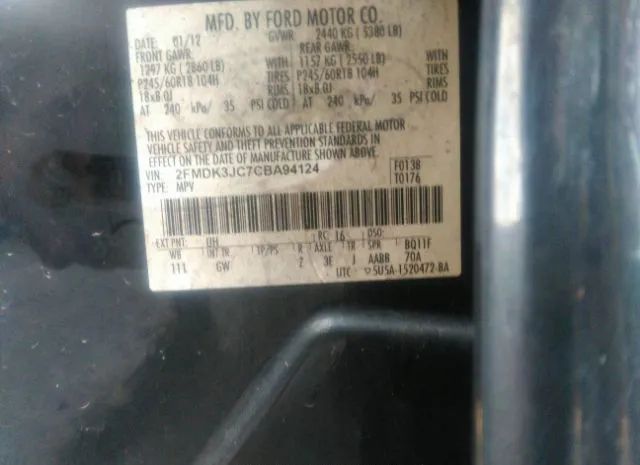 MFD. BY FORD MOTOR CO.
DATE: 01/12 GVWR: 2440 KG ( 5380 LB)
FRONT GAWR: REAR GAWR:
1297 KG ( 2860 LB) WITH 1157 KG ( 2550 LB) WITH
P245/60R18 104H TIRES P245/60R18 104H TIRES
18x8.0J RIMS 18x8.0J RIMS
AT 240 kPa/ 35 PSI COLD AT 240 kPa/ 35 PSI COLD
THIS VEHICLE CONFORMS TO ALL APPLICABLE FEDERAL MOTOR
VEHICLE SAFETY AND THEFT PREVENTION STANDARDS IN
EFFECT ON THE DATE OF MANUFACTURE SHOWN ABOVE.
VIN: 2FMDK3JC7CBA94124 F0138
TYPE: MPV T0176
EXT PNT: UH RC: 16 DSO:
WB INT TR TP/PS R AXLE TR SPR BQ11F
111 GW 2 3E J AABB 70A
UTC ▽5U5A-1520472-BA